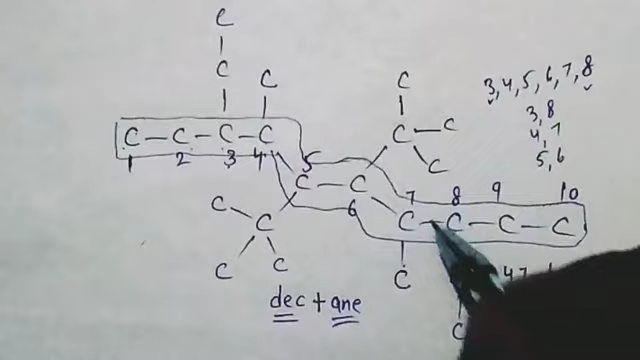 C
C C C 3, 4, 5, 6, 7, 8
3, 8
C — C — C — C C — C 4, 7
1 2 3 4 5 C 5, 6
C — C 7 8 9 10
C C 6 C — C — C — C
C C C
dec + ane C